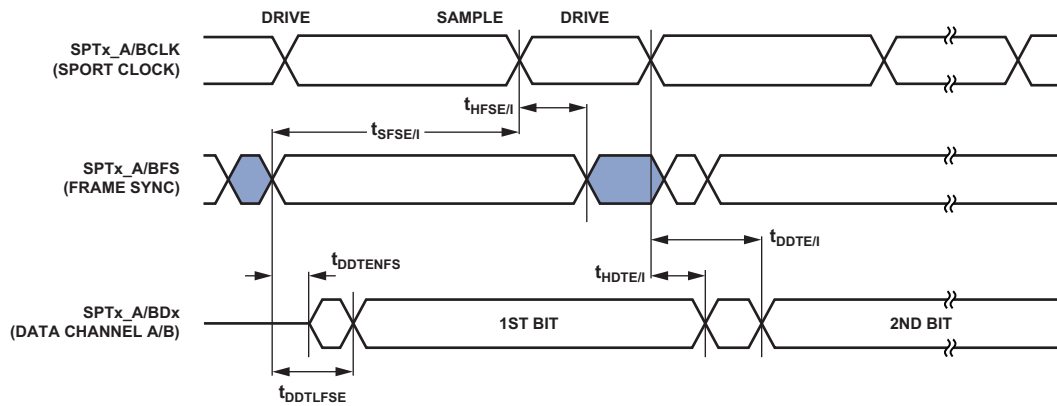 DRIVE SAMPLE DRIVE
SPTx_A/BCLK
(SPORT CLOCK)
tHFSE/I
tSFSE/I
SPTx_A/BFS
(FRAME SYNC)
tDDTE/I
tDDTENFS
tHDTE/I
SPTx_A/BDx
(DATA CHANNEL A/B)
1ST BIT 2ND BIT
tDDTLFSE